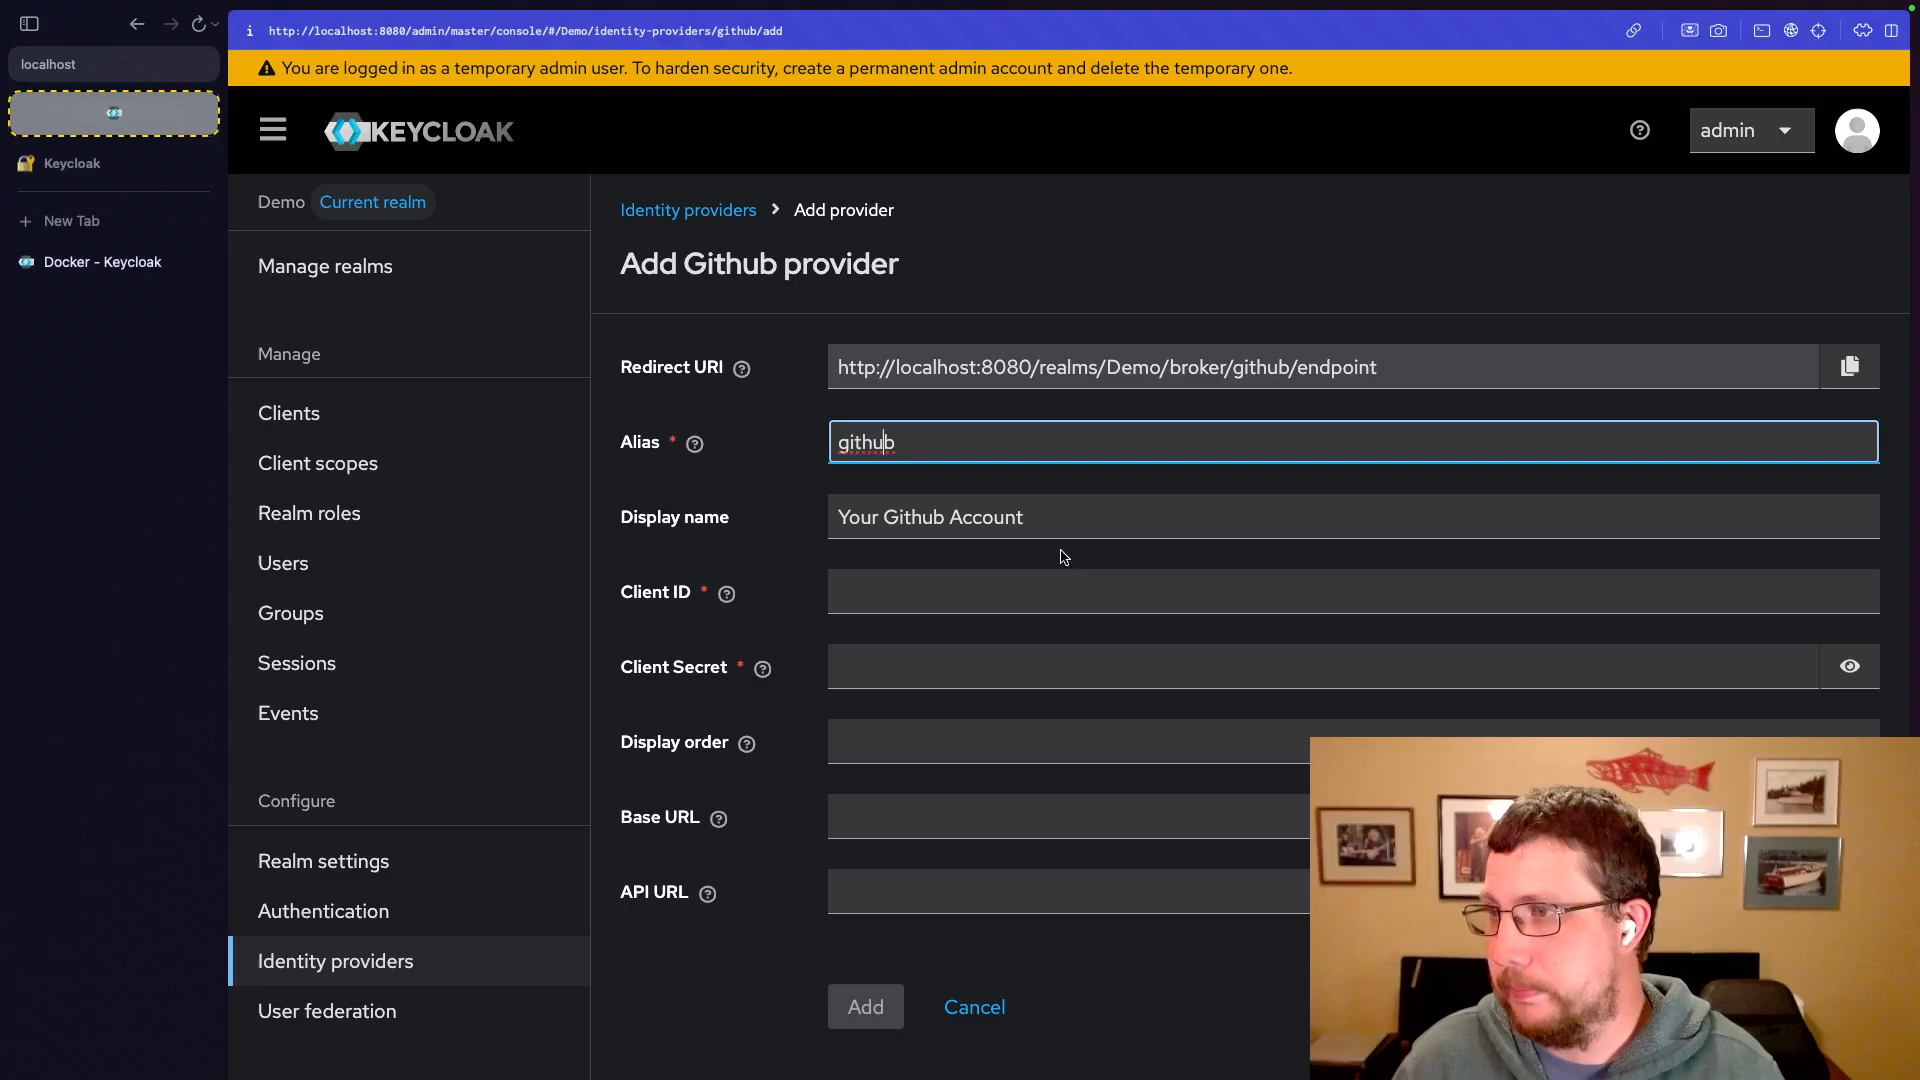 http://localhost:8080/admin/master/console/#/Demo/identity-providers/github/add
localhost
You are logged in as a temporary admin user. To harden security, create a permanent admin account and delete the temporary one.
KEYCLOAK
admin
Keycloak
New Tab
Docker - Keycloak
Demo Current realm
Manage realms
Manage
Clients
Client scopes
Realm roles
Users
Groups
Sessions
Events
Configure
Realm settings
Authentication
Identity providers
User federation
Identity providers > Add provider
Add Github provider
Redirect URI
http://localhost:8080/realms/Demo/broker/github/endpoint
Alias *
github
Display name
Your Github Account
Client ID *
Client Secret *
Display order
Base URL
API URL
Add
Cancel